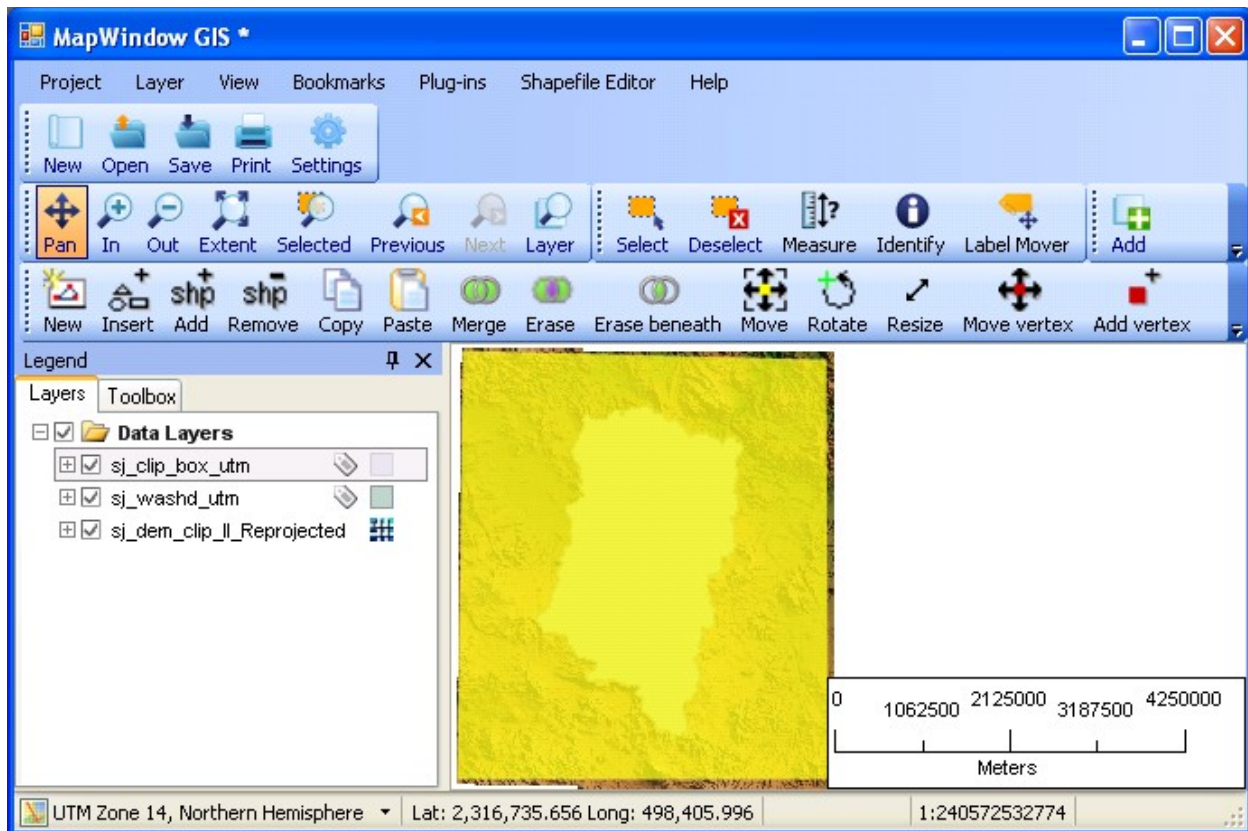 MapWindow GIS *
Project Layer View Bookmarks Plug-ins Shapefile Editor Help
New Open Save Print Settings
Pan In Out Extent Selected Previous Next Layer Select Deselect Measure Identify Label Mover Add
shp shp
New Insert Add Remove Copy Paste Merge Erase Erase beneath Move Rotate Resize Move vertex Add vertex
Legend
Layers Toolbox
Data Layers
sj_clip_box_utm
sj_washd_utm
sj_dem_clip_ll_Reprojected
0 1062500 2125000 3187500 4250000
Meters
UTM Zone 14, Northern Hemisphere Lat: 2,316,735.656 Long: 498,405.996 1:240572532774